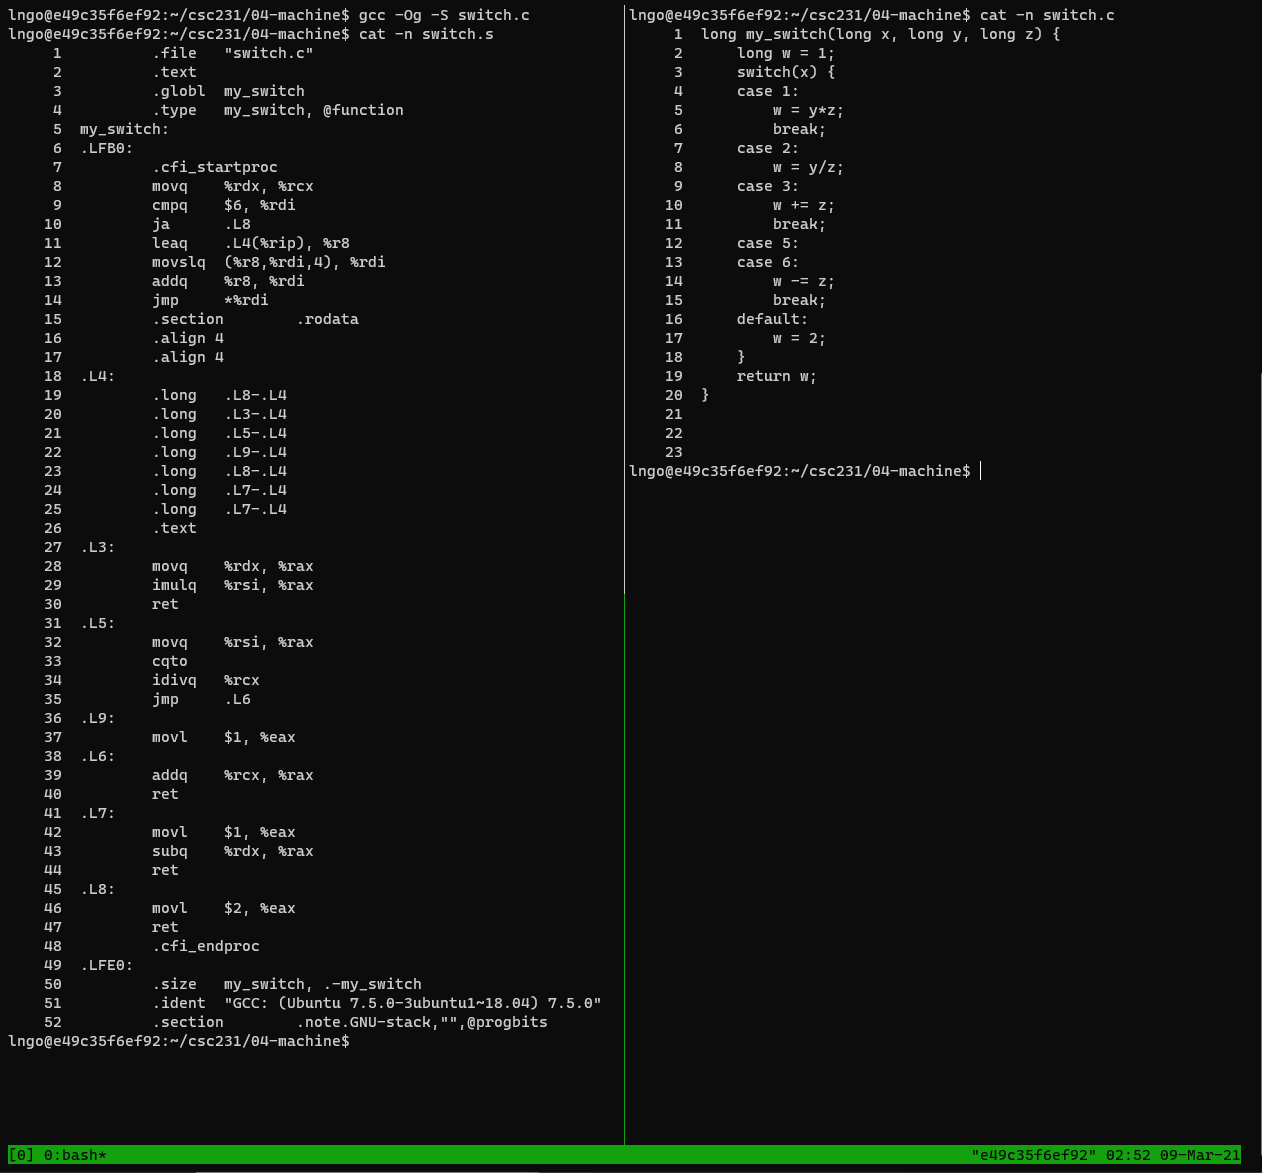 lngo@e49c35f6ef92:~/csc231/04-machine$ gcc -Og -S switch.c
lngo@e49c35f6ef92:~/csc231/04-machine$ cat -n switch.s
1 .file "switch.c"
2 .text
3 .globl my_switch
4 .type my_switch, @function
5 my_switch:
6 .LFB0:
7 .cfi_startproc
8 movq %rdx, %rcx
9 cmpq $6, %rdi
10 ja .L8
11 leaq .L4(%rip), %r8
12 movslq (%r8,%rdi,4), %rdi
13 addq %r8, %rdi
14 jmp *%rdi
15 .section .rodata
16 .align 4
17 .align 4
18 .L4:
19 .long .L8-.L4
20 .long .L3-.L4
21 .long .L5-.L4
22 .long .L9-.L4
23 .long .L8-.L4
24 .long .L7-.L4
25 .long .L7-.L4
26 .text
27 .L3:
28 movq %rdx, %rax
29 imulq %rsi, %rax
30 ret
31 .L5:
32 movq %rsi, %rax
33 cqto
34 idivq %rcx
35 jmp .L6
36 .L9:
37 movl $1, %eax
38 .L6:
39 addq %rcx, %rax
40 ret
41 .L7:
42 movl $1, %eax
43 subq %rdx, %rax
44 ret
45 .L8:
46 movl $2, %eax
47 ret
48 .cfi_endproc
49 .LFE0:
50 .size my_switch, .-my_switch
51 .ident "GCC: (Ubuntu 7.5.0-3ubuntu1~18.04) 7.5.0"
52 .section .note.GNU-stack,"",@progbits
lngo@e49c35f6ef92:~/csc231/04-machine$
lngo@e49c35f6ef92:~/csc231/04-machine$ cat -n switch.c
1 long my_switch(long x, long y, long z) {
2 long w = 1;
3 switch(x) {
4 case 1:
5 w = y*z;
6 break;
7 case 2:
8 w = y/z;
9 case 3:
10 w += z;
11 break;
12 case 5:
13 case 6:
14 w -= z;
15 break;
16 default:
17 w = 2;
18 }
19 return w;
20 }
21
22
23
lngo@e49c35f6ef92:~/csc231/04-machine$
[0] 0:bash* "e49c35f6ef92" 02:52 09-Mar-21